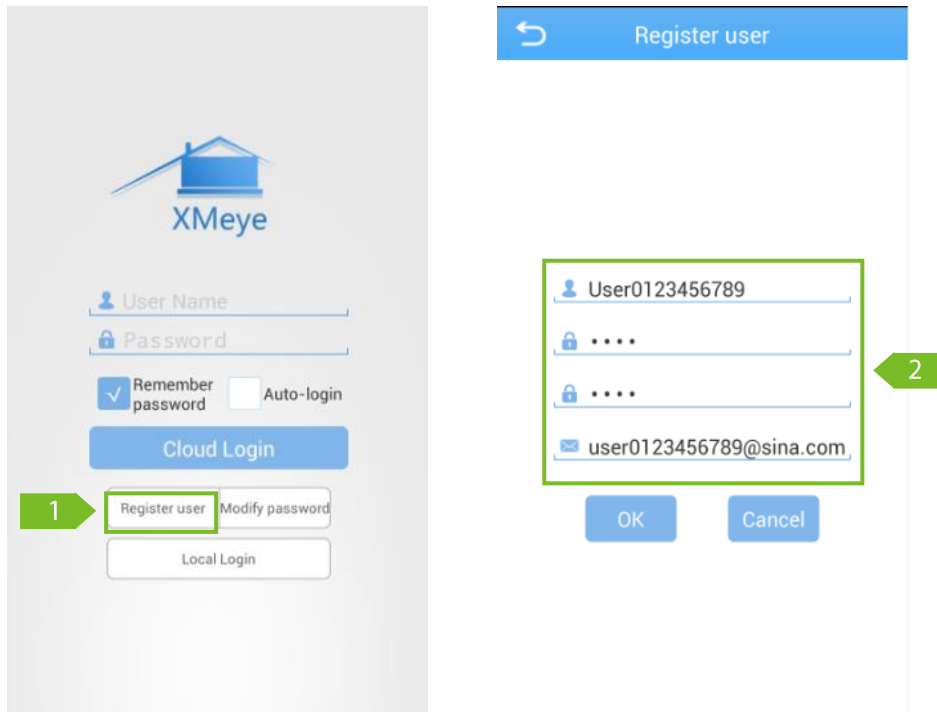 XMeye
User Name
Password
Remember password
Auto-login
Cloud Login
1
Register user
Modify password
Local Login
Register user
User0123456789
••••
••••
user0123456789@sina.com
2
OK
Cancel